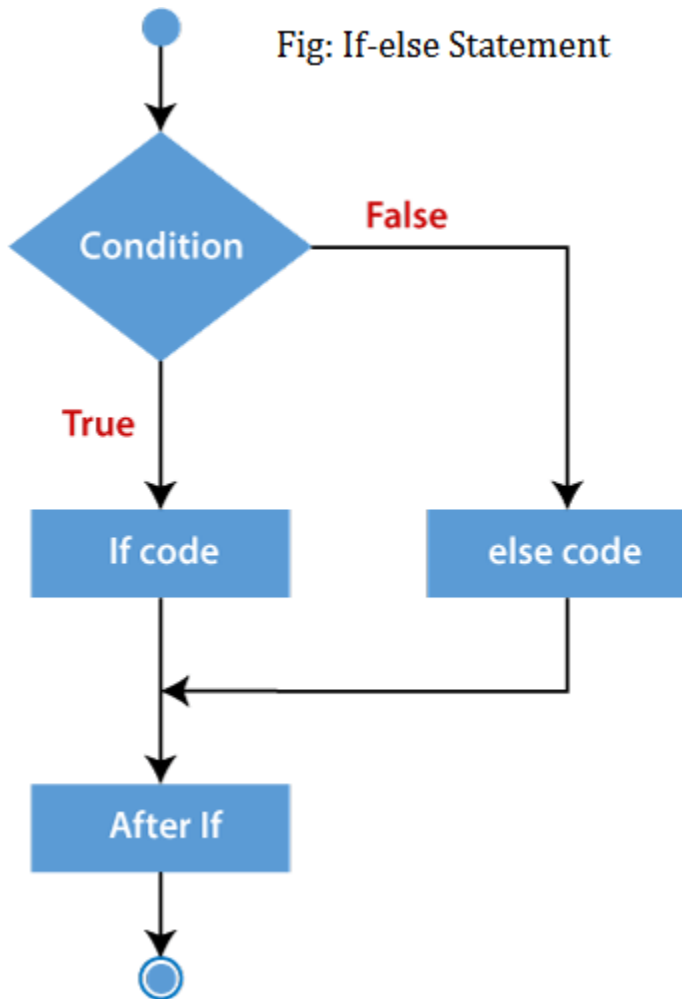 Fig: If-else Statement
Condition
False
True
If code
else code
After If